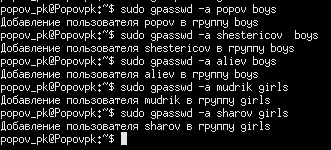 popov_pk@Popovpk:~$ sudo gpasswd -a popov boys
Добавление пользователя popov в группу boys
popov_pk@Popovpk:~$ sudo gpasswd -a shestericov  boys
Добавление пользователя shestericov в группу boys
popov_pk@Popovpk:~$ sudo gpasswd -a aliev boys
Добавление пользователя aliev в группу boys
popov_pk@Popovpk:~$ sudo gpasswd -a mudrik girls
Добавление пользователя mudrik в группу girls
popov_pk@Popovpk:~$ sudo gpasswd -a sharov girls
Добавление пользователя sharov в группу girls
popov_pk@Popovpk:~$